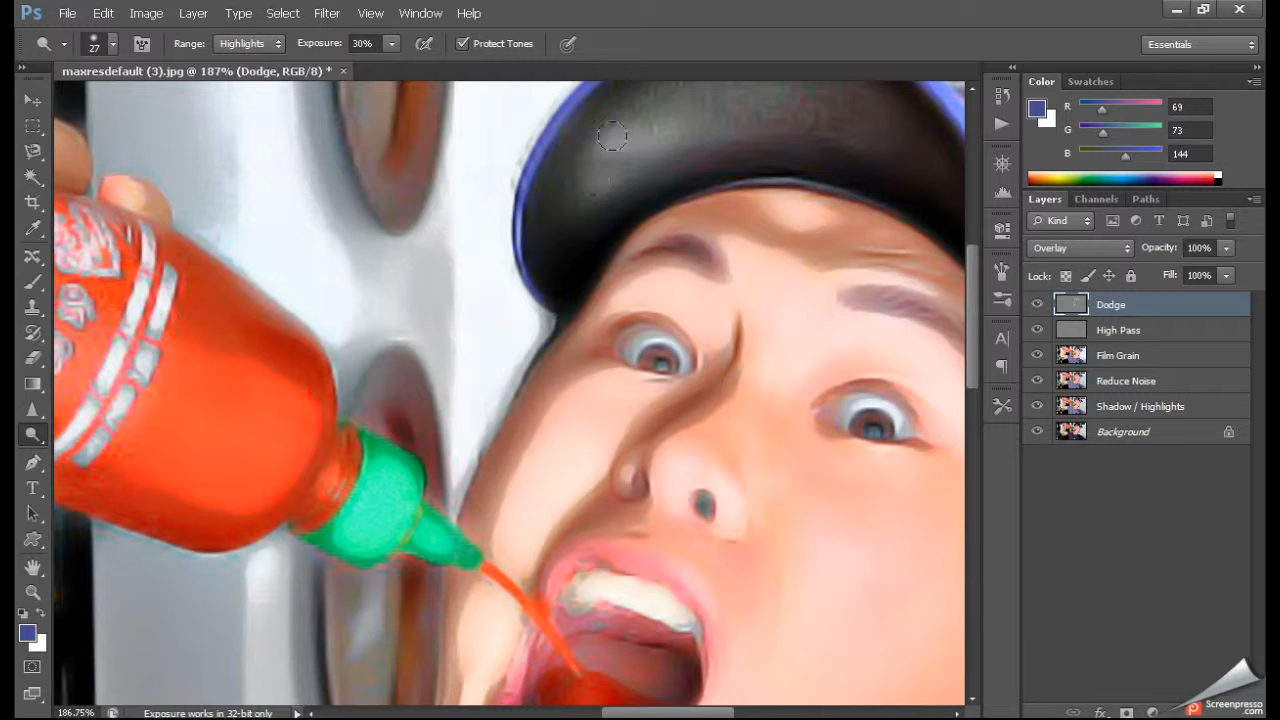 Ps File Edit Image Layer Type Select Filter View Window Help
27 Range: Highlights Exposure: 30% Protect Tones Essentials
maxresdefault (3).jpg @ 187% (Dodge, RGB/8) *
Color Swatches
R 69
G 73
B 144
Layers Channels Paths
Kind
Overlay Opacity: 100%
Lock: Fill: 100%
Dodge
High Pass
Film Grain
Reduce Noise
Shadow / Highlights
Background
186.75% Exposure works in 32-bit only
Screenpresso
.com